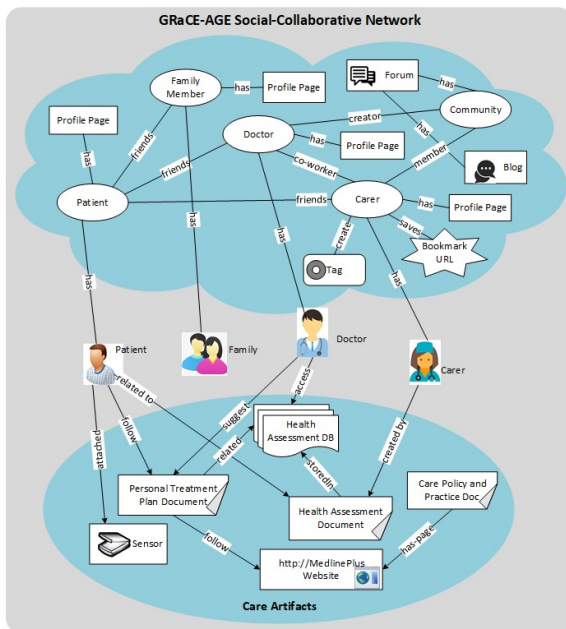 GRaCE-AGE Social-Collaborative Network
Family
Member
has
Profile Page
Forum
has
Community
Profile Page
Doctor
creator
has
Profile Page
has
Blog
has
friends
friends
co-worker
member
Patient
friends
Carer
has
Profile Page
has
saves
Bookmark
URL
create
Tag
has
has
has
Patient
Family
Doctor
Carer
related to
access
suggest
follow
attached
related
Health
Assessment DB
created by
storedIn
Personal Treatment
Plan Document
Care Policy and
Practice Doc
Health Assessment
Document
Sensor
follow
has-page
http://MedlinePlus
Website
Care Artifacts